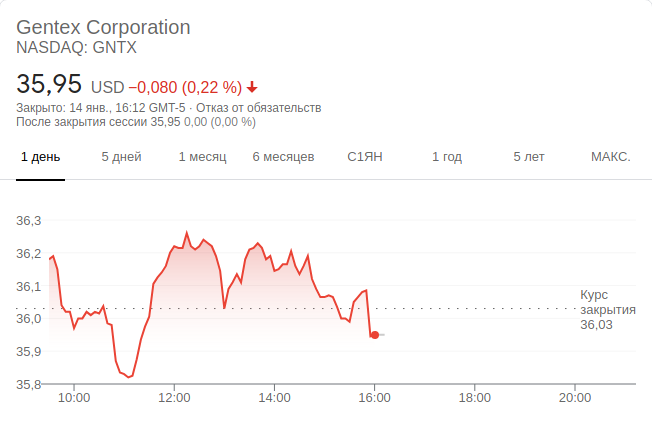 Gentex Corporation
NASDAQ: GNTX
35,95 USD −0,080 (0,22 %)
Закрыто: 14 янв., 16:12 GMT-5 · Отказ от обязательств
После закрытия сессии 35,95 0,00 (0,00 %)
1 день 5 дней 1 месяц 6 месяцев С1ЯН 1 год 5 лет МАКС.
36,3
36,2
36,1
Курс
закрытия
36,03
36,0
35,9
35,8
10:00 12:00 14:00 16:00 18:00 20:00